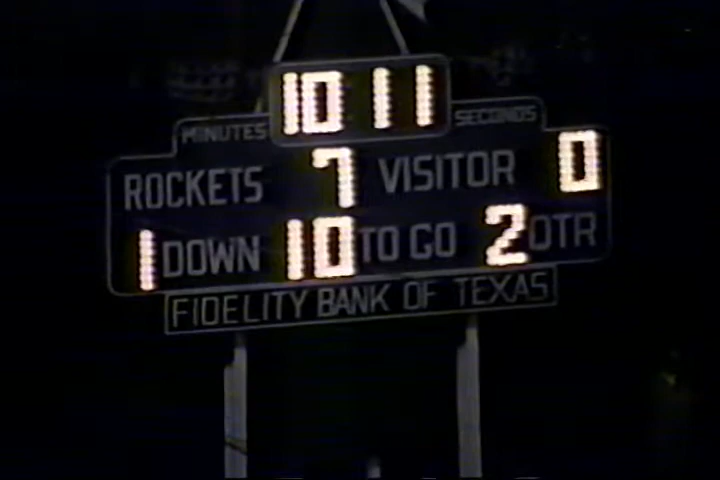 MINUTES 10 11 SECONDS
ROCKETS 7 VISITOR 0
1 DOWN 10 TO GO 2 QTR
FIDELITY BANK OF TEXAS